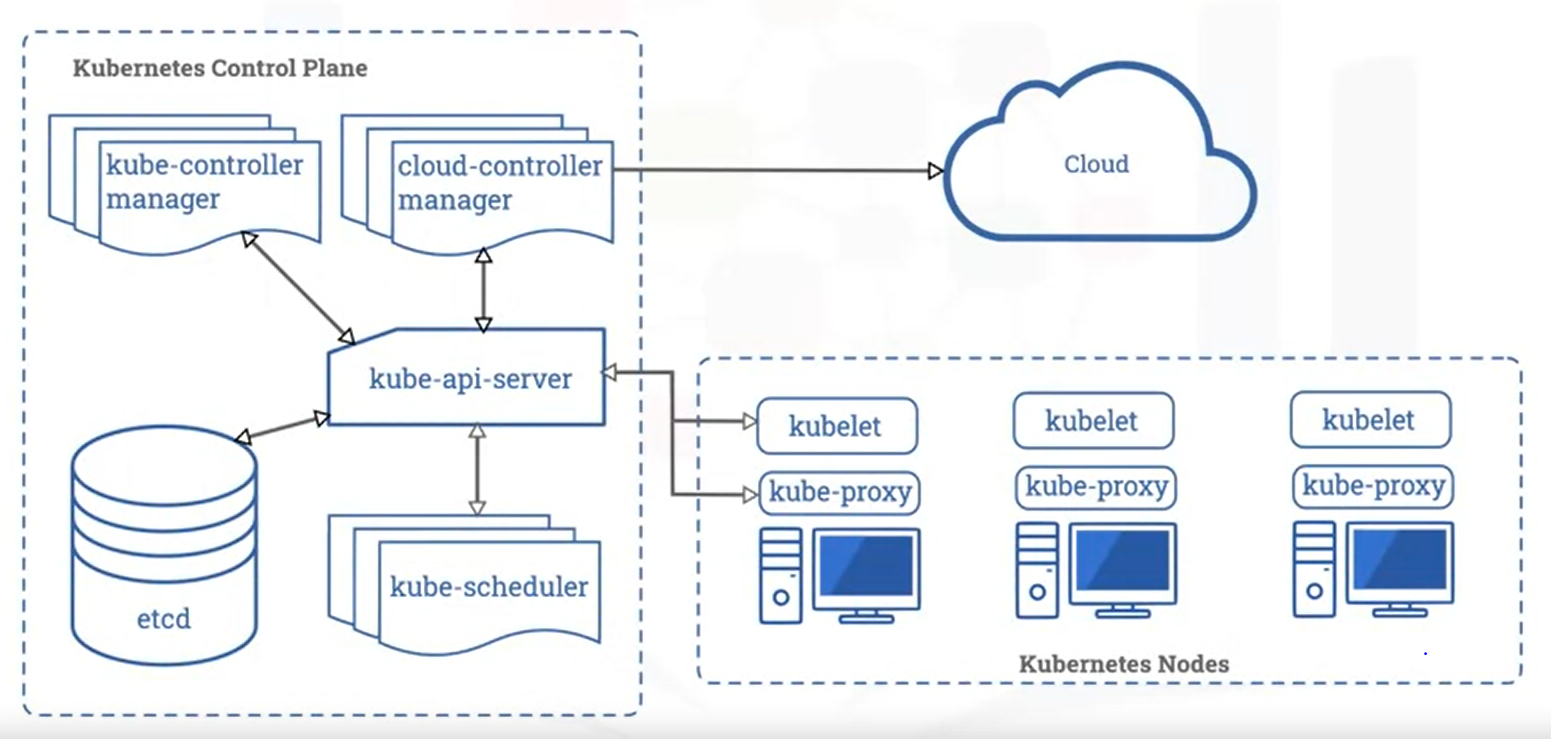 Kubernetes Control Plane
kube-controller
manager
cloud-controller
manager
Cloud
kube-api-server
kubelet
kubelet
kubelet
kube-proxy
kube-proxy
kube-proxy
etcd
kube-scheduler
Kubernetes Nodes